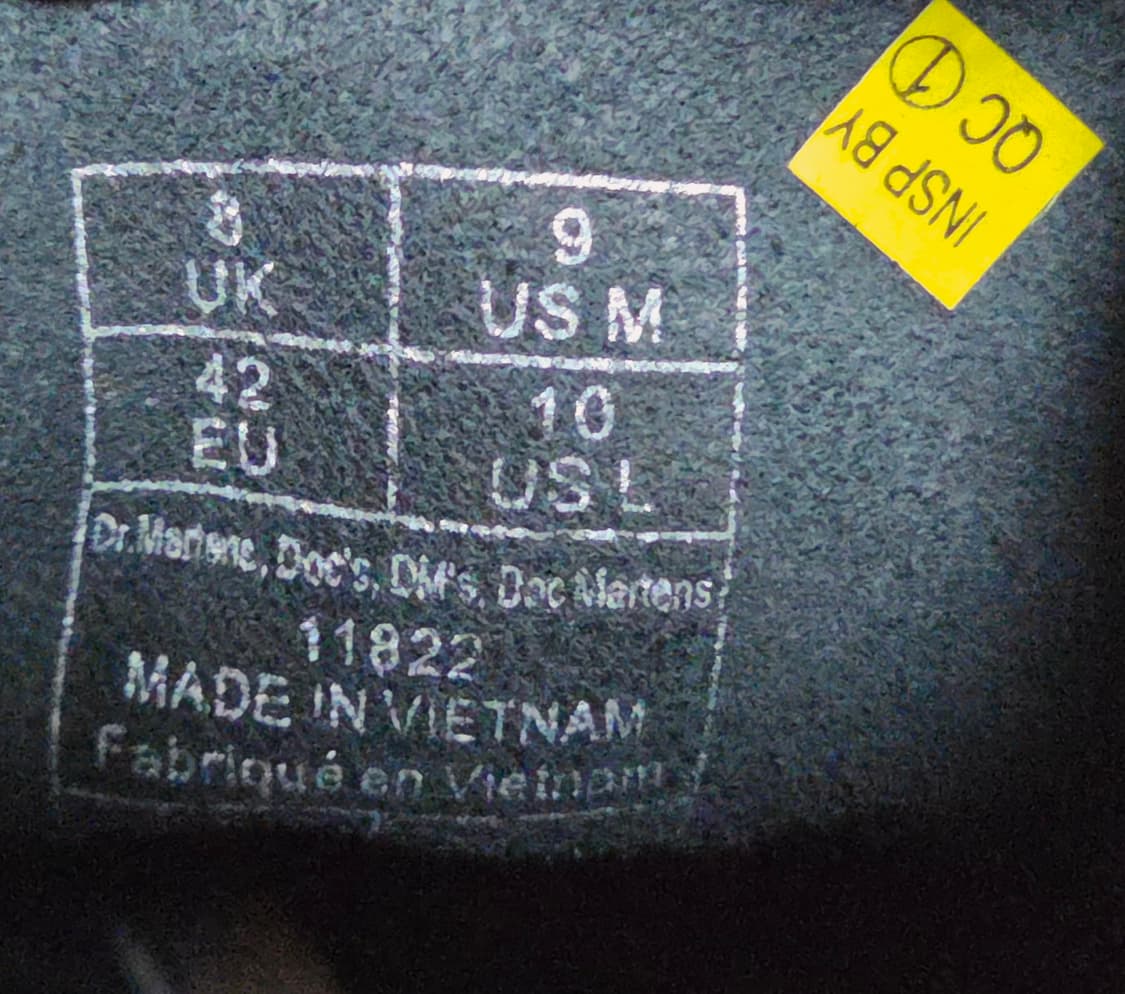 8
UK
9
US M
42
EU
10
US L
Dr.Martens, Doc's, DM's, Doc Martens
11822
MADE IN VIETNAM
Fabriqué en Vietnam
INSP BY
QC 1